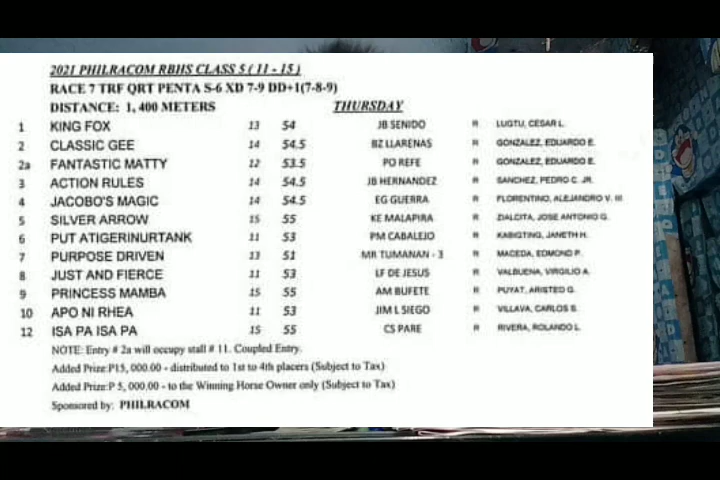 2021 PHILRACOM RBHS CLASS 5 ( 11 - 15 )
RACE 7 TRF QRT PENTA S-6 XD 7-9 DD+1(7-8-9)
DISTANCE: 1, 400 METERS THURSDAY
1 KING FOX 13 54 JB SENIDO R LUGTU, CESAR L.
2 CLASSIC GEE 14 54.5 BZ LLARENAS R GONZALEZ, EDUARDO E.
2a FANTASTIC MATTY 12 53.5 PO REFE R GONZALEZ, EDUARDO E.
3 ACTION RULES 14 54.5 JB HERNANDEZ R SANCHEZ, PEDRO C. JR.
4 JACOBO'S MAGIC 14 54.5 EG GUERRA R FLORENTINO, ALEJANDRO V. III
5 SILVER ARROW 15 55 KE MALAPIRA R DIALCITA, JOSE ANTONIO G.
6 PUT ATIGERINURTANK 11 53 PM CABALEJO R KABIGTING, JANETH H.
7 PURPOSE DRIVEN 13 51 MR TUMANAN - 3 R MACEDA, EDMOND P.
8 JUST AND FIERCE 11 53 LF DE JESUS R VALBUENA, VIRGILIO A.
9 PRINCESS MAMBA 15 55 AM BUFETE R PUYAT, ARISTEO G.
10 APO NI RHEA 11 53 JIM L SIEGO R VILLAVA, CARLOS S.
12 ISA PA ISA PA 15 55 CS PARE R RIVERA, ROLANDO L.
NOTE: Entry # 2a will occupy stall # 11. Coupled Entry.
Added Prize:P15, 000.00 - distributed to 1st to 4th placers (Subject to Tax)
Added Prize:P 5, 000.00 - to the Winning Horse Owner only (Subject to Tax)
Sponsored by: PHILRACOM